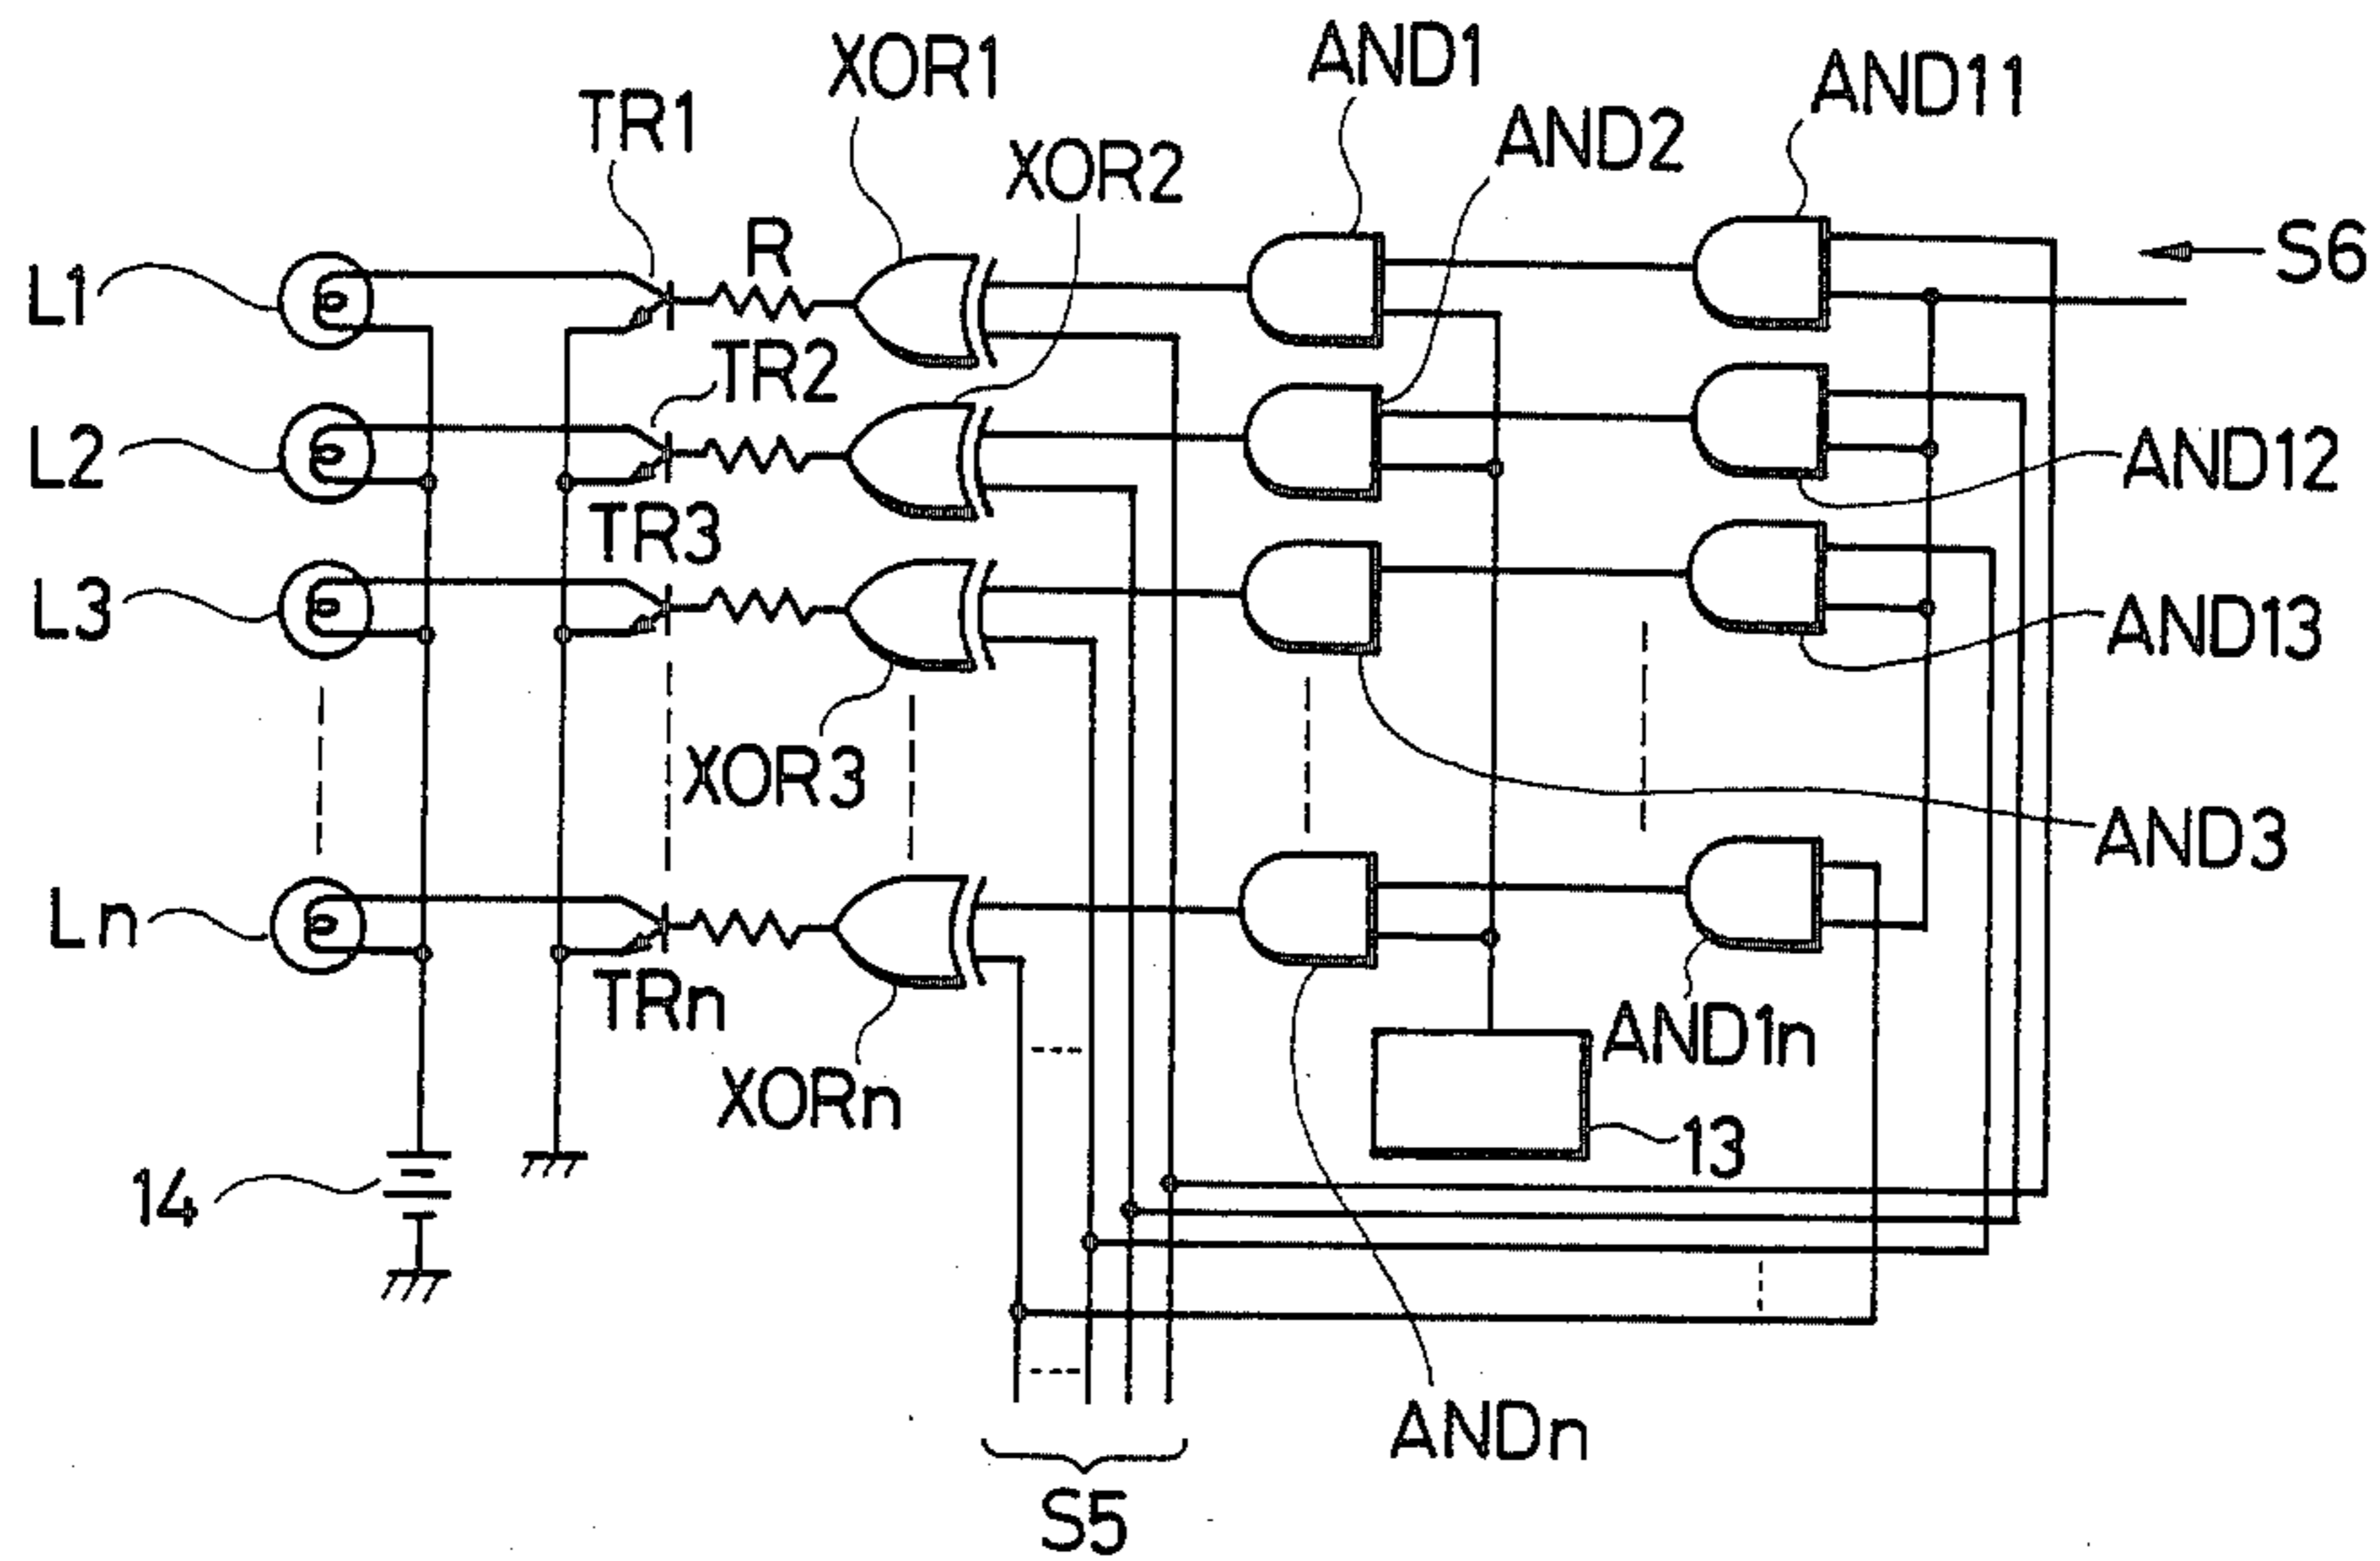 AND1
XOR1
AND11
TR1
AND2
XOR2
R
S6
L1
TR2
L2
AND12
TR3
L3
AND13
XOR3
AND3
Ln
TRn
AND1n
XORn
13
14
ANDn
S5